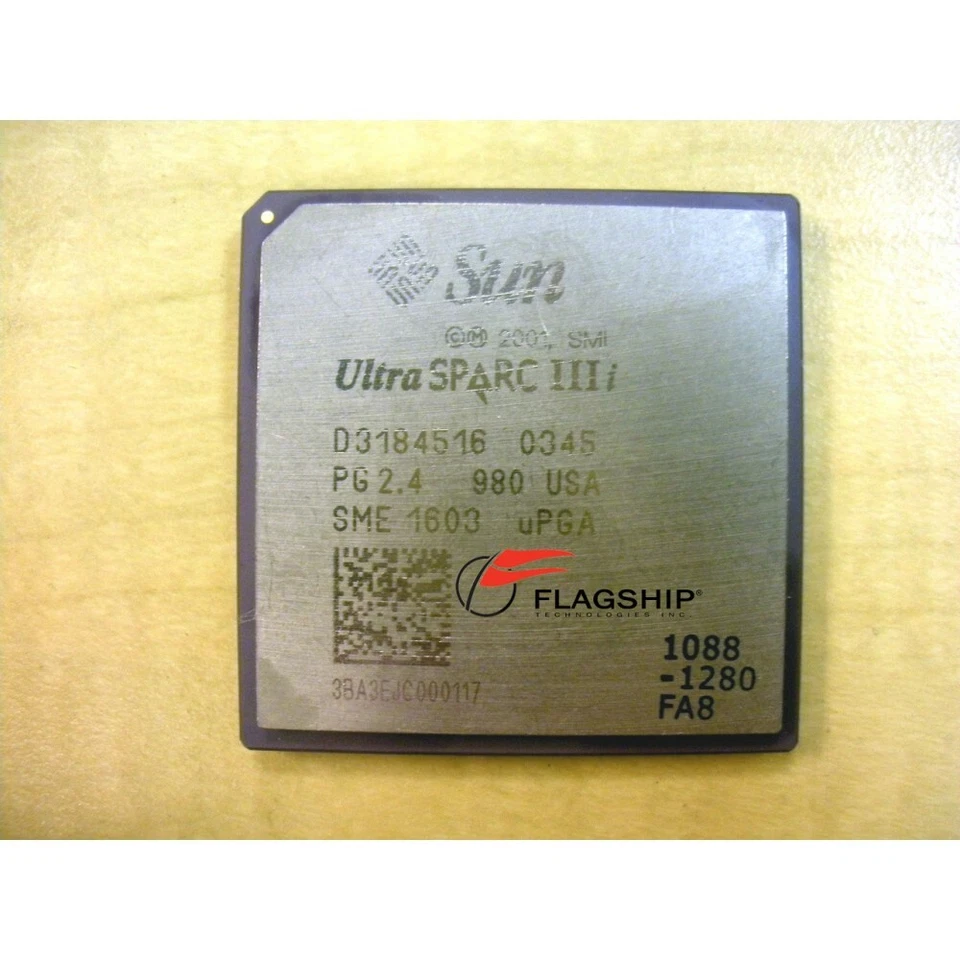 Sun
©Ⓜ 2001, SMI
UltraSPARC IIIi
D3184516 0345
PG 2.4 980 USA
SME 1603 uPGA
FLAGSHIP®
TECHNOLOGIES INC.
3BA3EJC000117
1088
-1280
FA8